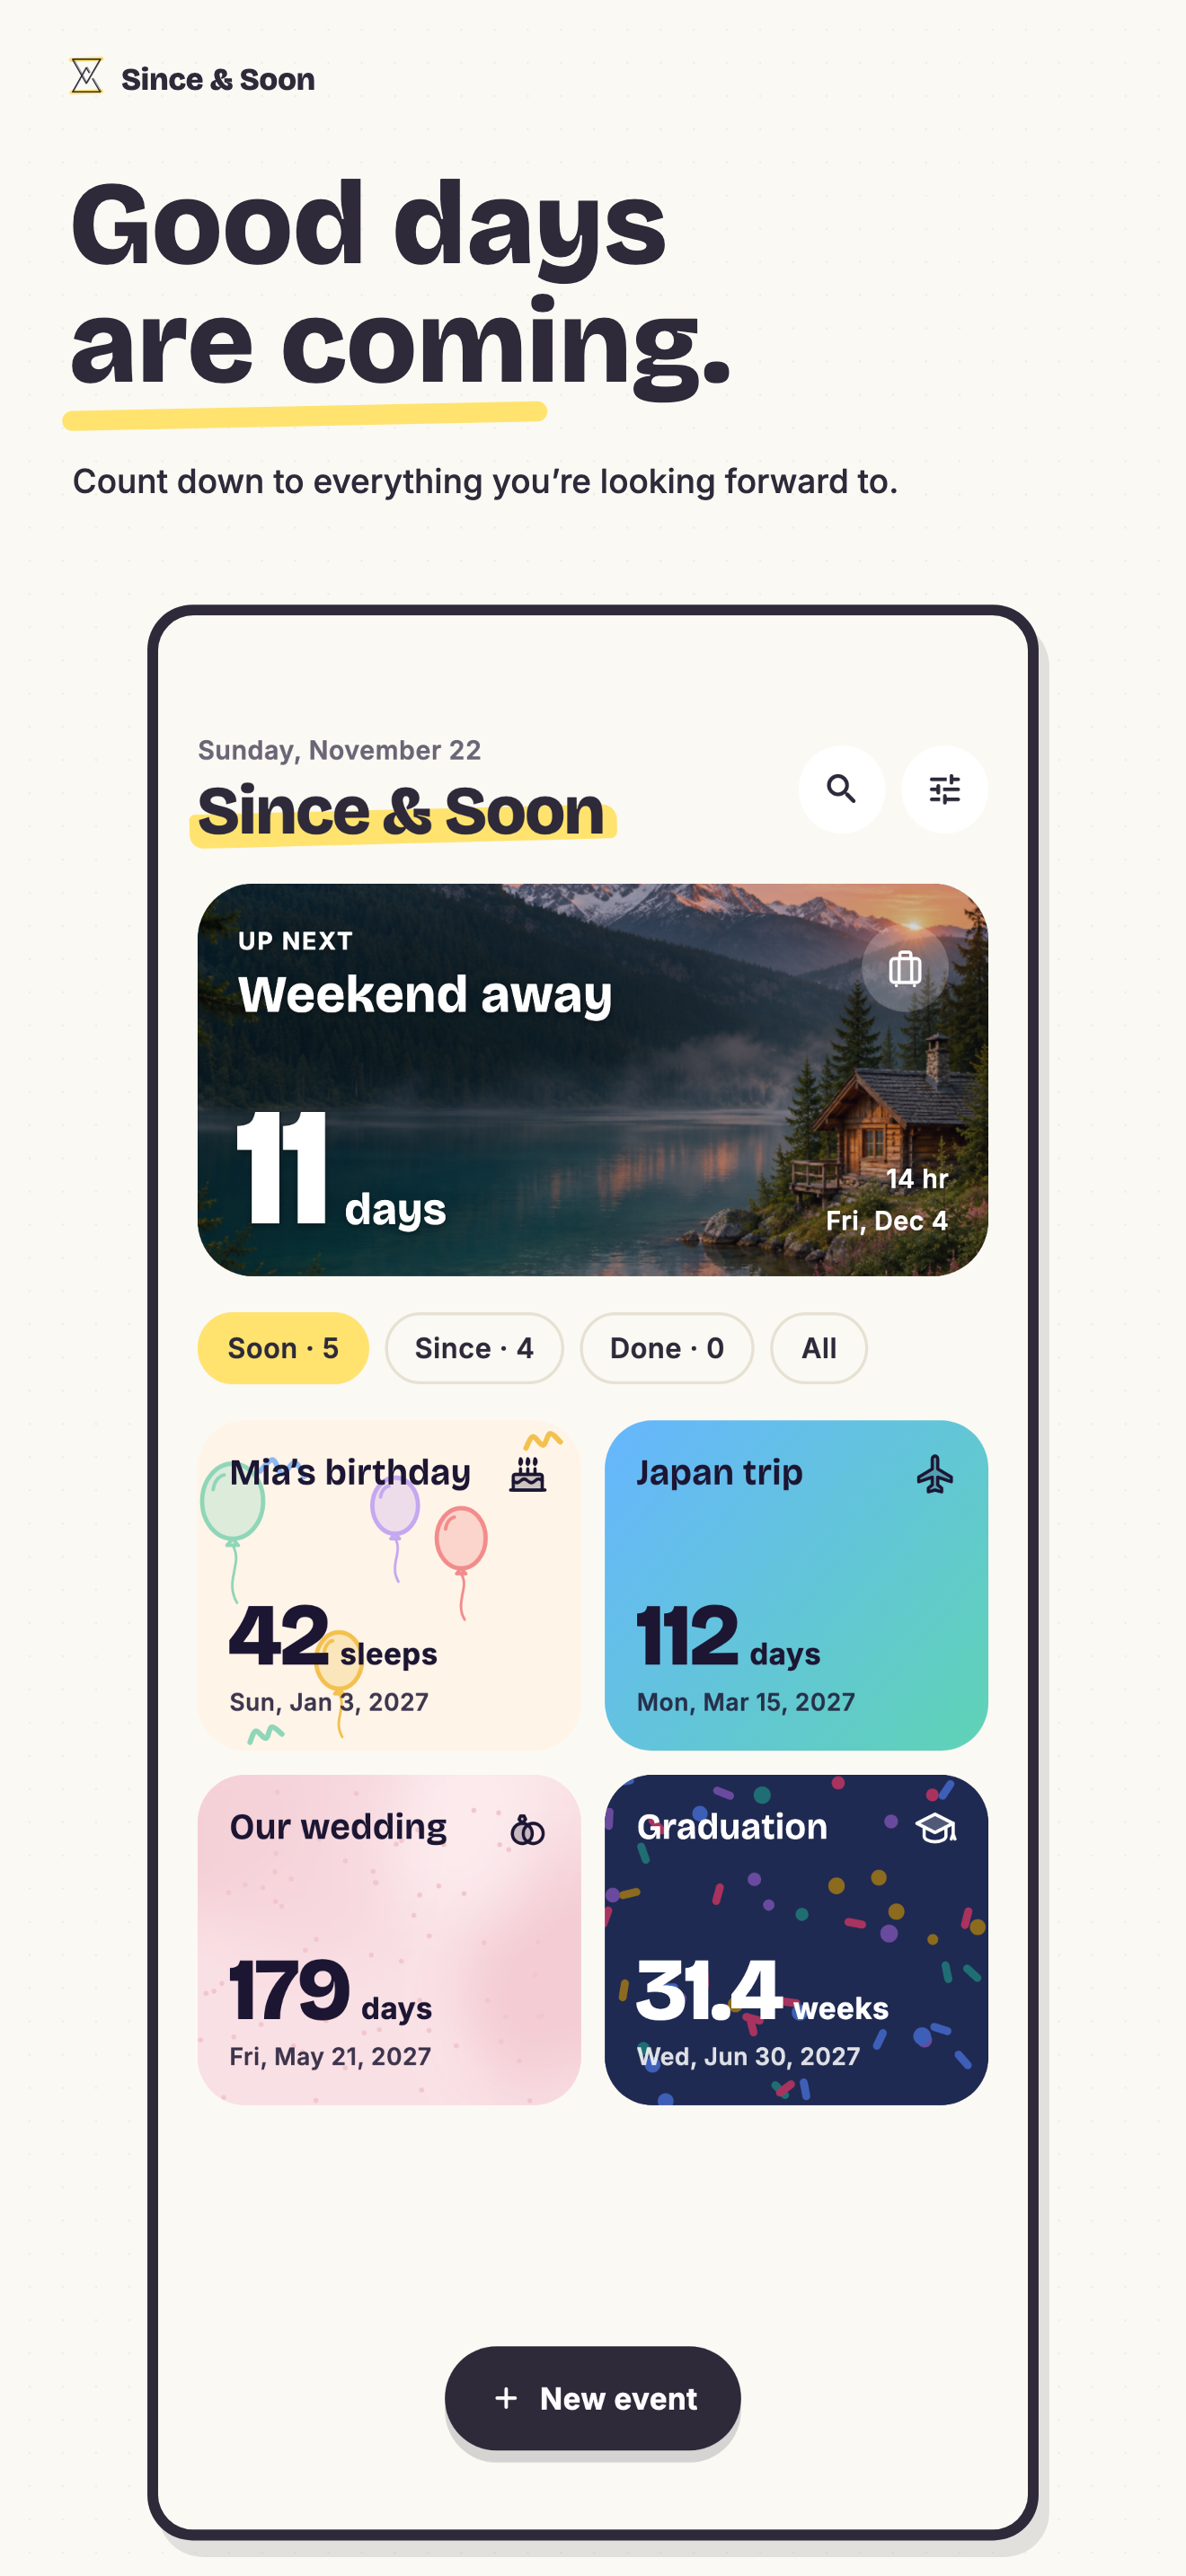 Since & Soon
Good days
are coming.
Count down to everything you’re looking forward to.
Sunday, November 22
Since & Soon
UP NEXT
Weekend away
11 days
14 hr
Fri, Dec 4
Soon · 5
Since · 4
Done · 0
All
Mia’s birthday
42 sleeps
Sun, Jan 3, 2027
Japan trip
112 days
Mon, Mar 15, 2027
Our wedding
179 days
Fri, May 21, 2027
Graduation
31.4 weeks
Wed, Jun 30, 2027
+ New event